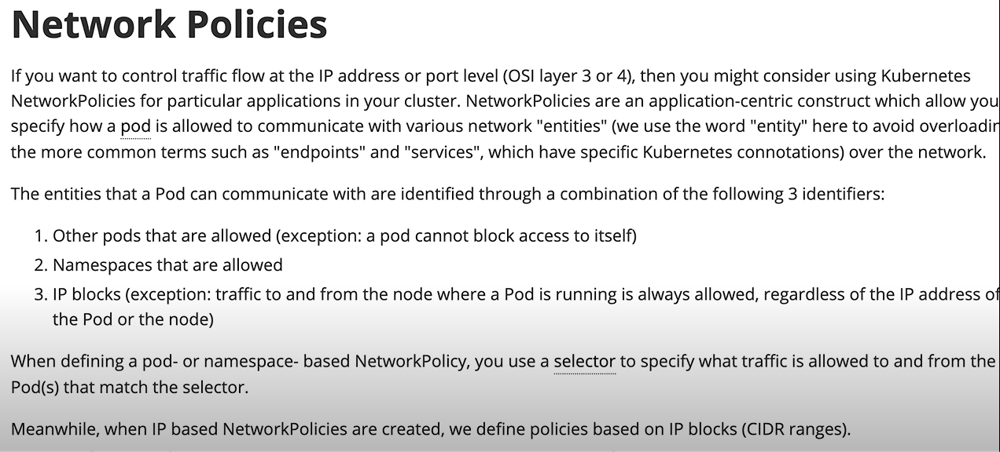 Network Policies
If you want to control traffic flow at the IP address or port level (OSI layer 3 or 4), then you might consider using Kubernetes
NetworkPolicies for particular applications in your cluster. NetworkPolicies are an application-centric construct which allow you
specify how a pod is allowed to communicate with various network "entities" (we use the word "entity" here to avoid overloadin
the more common terms such as "endpoints" and "services", which have specific Kubernetes connotations) over the network.
The entities that a Pod can communicate with are identified through a combination of the following 3 identifiers:
1. Other pods that are allowed (exception: a pod cannot block access to itself)
2. Namespaces that are allowed
3. IP blocks (exception: traffic to and from the node where a Pod is running is always allowed, regardless of the IP address of
the Pod or the node)
When defining a pod- or namespace- based NetworkPolicy, you use a selector to specify what traffic is allowed to and from the
Pod(s) that match the selector.
Meanwhile, when IP based NetworkPolicies are created, we define policies based on IP blocks (CIDR ranges).